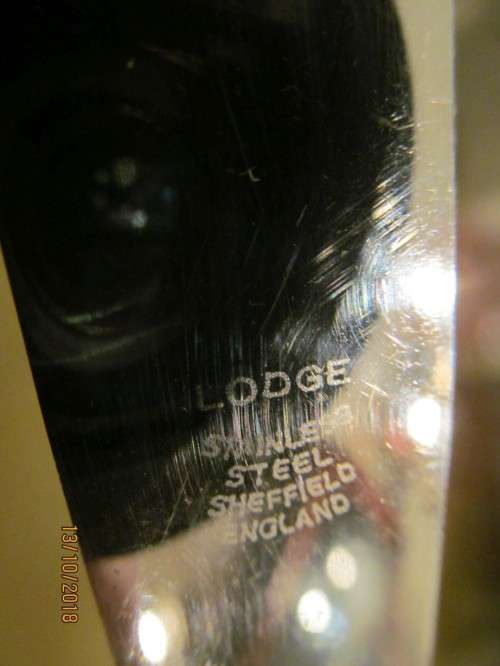 LODGE
STAINLESS
STEEL
SHEFFIELD
ENGLAND
13/10/2018